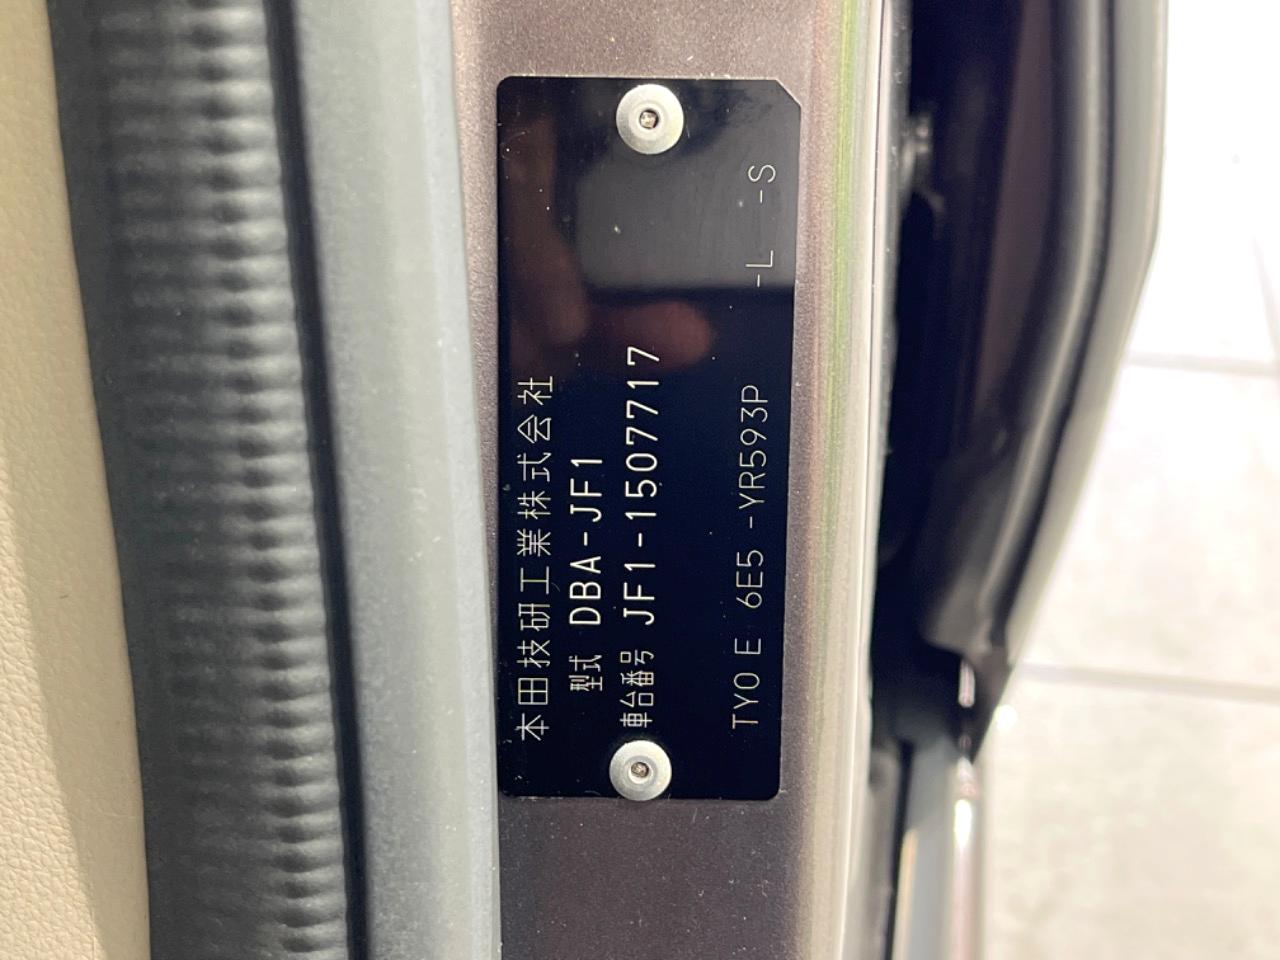 本田技研工業株式会社
型式 DBA-JF1
車台番号 JF1-1507717
TY0 E 6E5 -YR593P -L -S